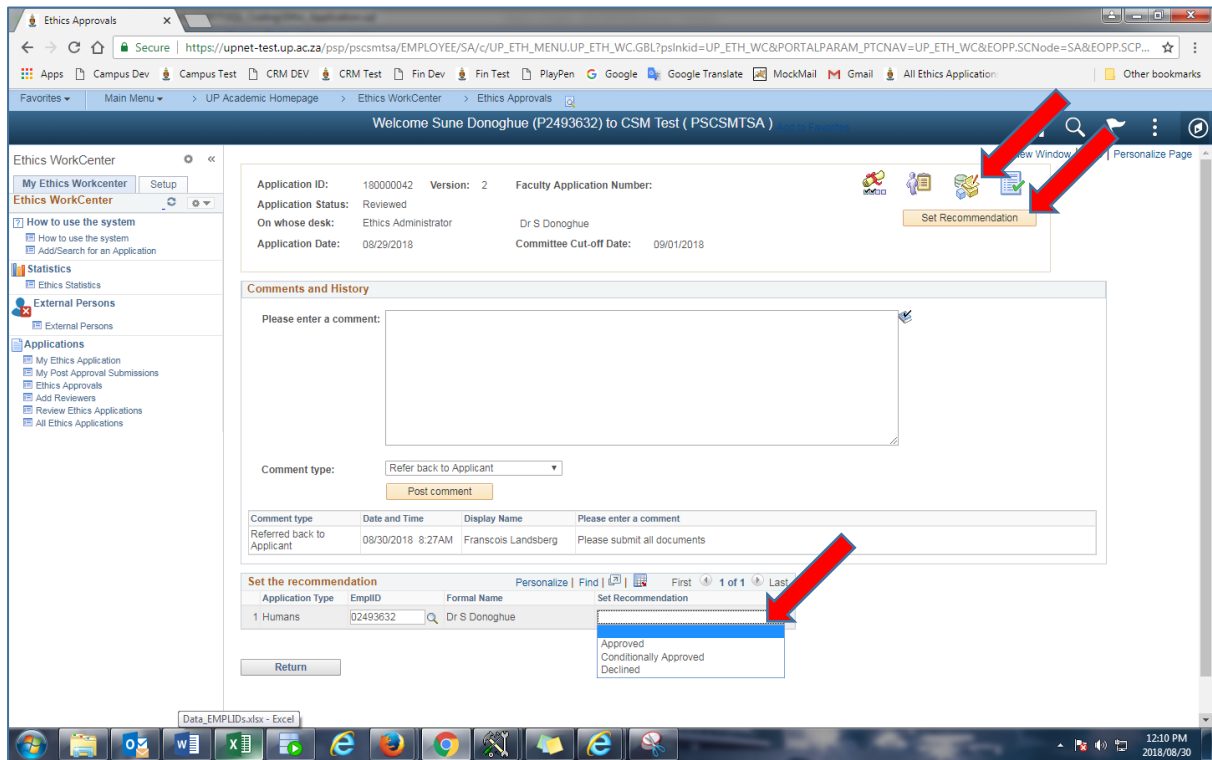 Ethics Approvals
Secure | https://upnet-test.up.ac.za/psp/pscsmtsa/EMPLOYEE/SA/c/UP_ETH_MENU.UP_ETH_WC.GBL?pslnkid=UP_ETH_WC&PORTALPARAM_PTCNAV=UP_ETH_WC&EOPP.SCNode=SA&EOPP.SCP...
Apps Campus Dev Campus Test CRM DEV CRM Test Fin Dev Fin Test PlayPen Google Google Translate MockMail Gmail All Ethics Application Other bookmarks
Favorites Main Menu > UP Academic Homepage > Ethics WorkCenter > Ethics Approvals
Welcome Sune Donoghue (P2493632) to CSM Test ( PSCSMTSA )
Window | | Personalize Page
Ethics WorkCenter «
My Ethics Workcenter Setup
Ethics WorkCenter
How to use the system
How to use the system
Add/Search for an Application
Statistics
Ethics Statistics
External Persons
External Persons
Applications
My Ethics Application
My Post Approval Submissions
Ethics Approvals
Add Reviewers
Review Ethics Applications
All Ethics Applications
Application ID: 180000042 Version: 2 Faculty Application Number:
Application Status: Reviewed
Set Recommendation
On whose desk: Ethics Administrator Dr S Donoghue
Application Date: 08/29/2018 Committee Cut-off Date: 09/01/2018
Comments and History
Please enter a comment:
Comment type: Refer back to Applicant
Post comment
Comment type Date and Time Display Name Please enter a comment
Referred back to Applicant 08/30/2018 8:27AM Franscois Landsberg Please submit all documents
Set the recommendation Personalize | Find | | First 1 of 1 Last
Application Type EmplID Formal Name Set Recommendation
1 Humans 02493632 Dr S Donoghue
Approved
Conditionally Approved
Declined
Return
Data_EMPLIDs.xlsx - Excel
12:10 PM
2018/08/30